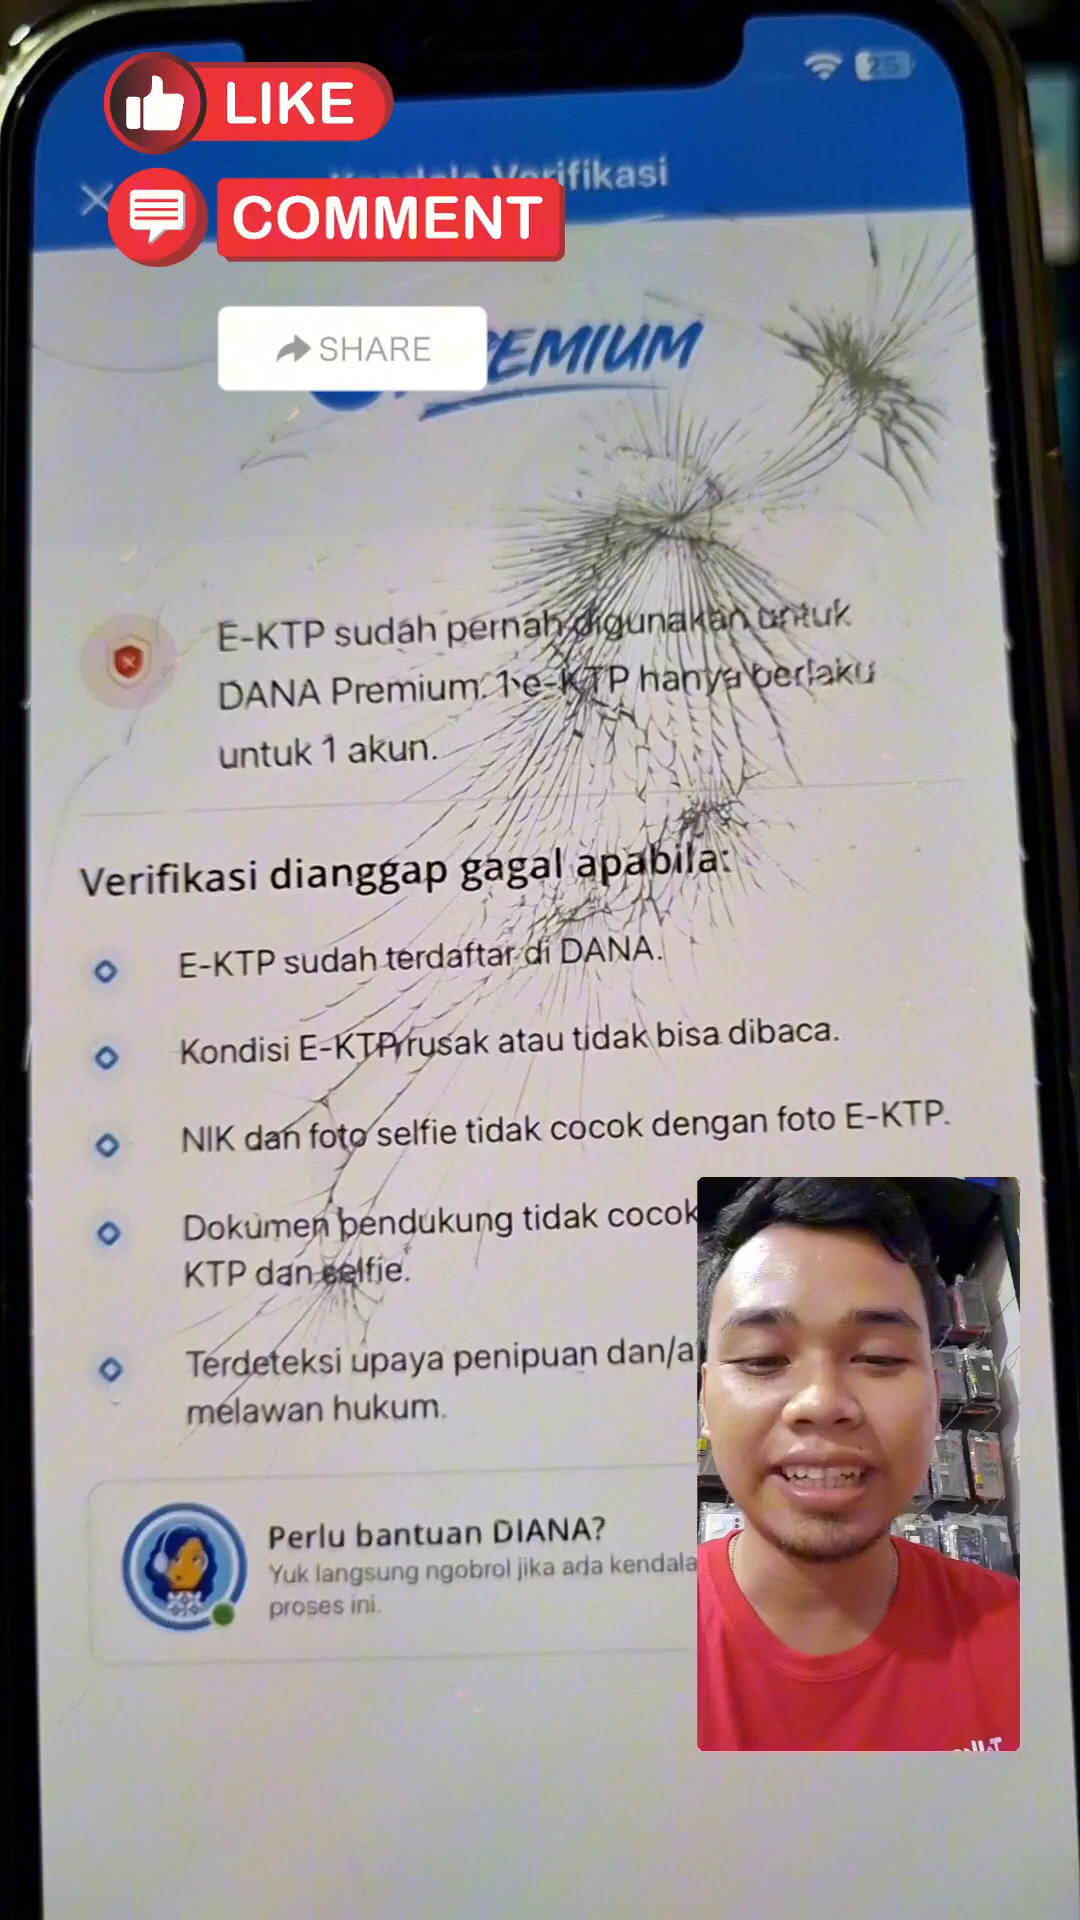 LIKE
25
Verifikasi
COMMENT
SHARE
PREMIUM
E-KTP sudah pernah digunakan untuk
DANA Premium. 1 e-KTP hanya berlaku
untuk 1 akun.
Verifikasi dianggap gagal apabila:
E-KTP sudah terdaftar di DANA.
Kondisi E-KTP rusak atau tidak bisa dibaca.
NIK dan foto selfie tidak cocok dengan foto E-KTP.
Dokumen pendukung tidak cocok
KTP dan selfie.
Terdeteksi upaya penipuan dan/a
melawan hukum.
Perlu bantuan DIANA?
Yuk langsung ngobrol jika ada kendala
proses ini.